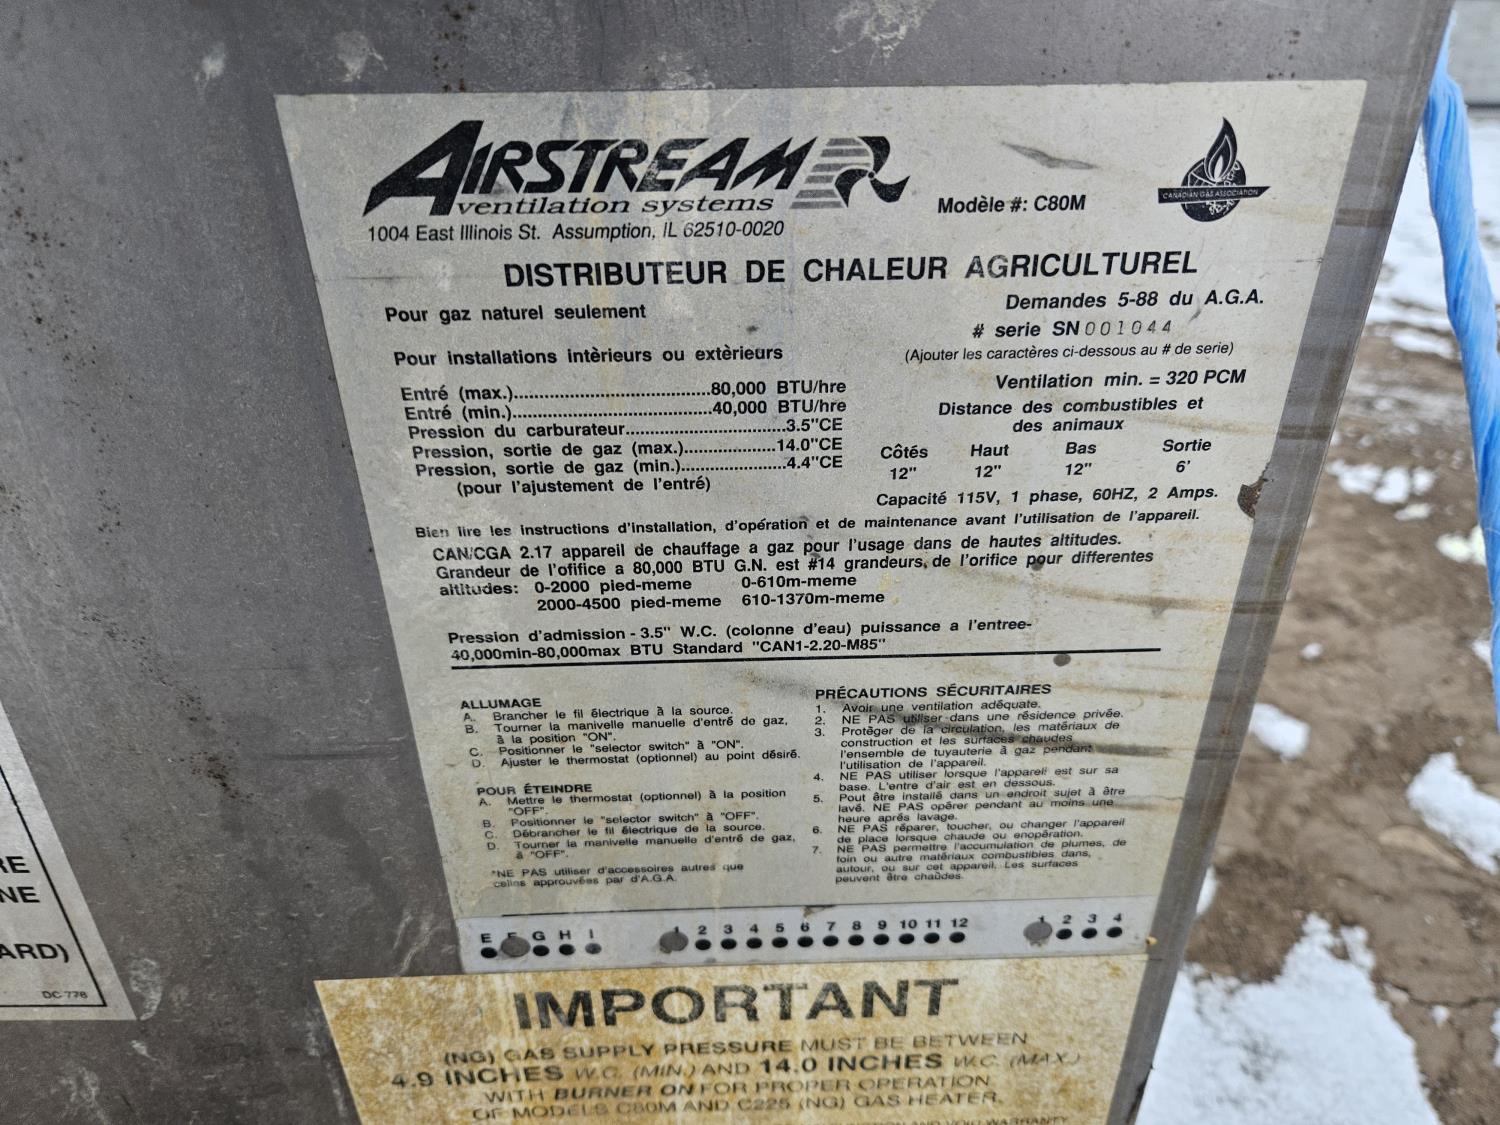 AIRSTREAM
ventilation systems
1004 East Illinois St. Assumption, IL 62510-0020
Modèle #: C80M
CANADIAN GAS ASSOCIATION
DISTRIBUTEUR DE CHALEUR AGRICULTUREL
Pour gaz naturel seulement
Demandes 5-88 du A.G.A.
# serie SN 001044
(Ajouter les caractères ci-dessous au # de serie)
Pour installations intèrieurs ou extèrieurs
Ventilation min. = 320 PCM
Entré (max.)..................................80,000 BTU/hre
Entré (min.)..................................40,000 BTU/hre
Pression du carburateur...........................3.5"CE
Pression, sortie de gaz (max.)................14.0"CE
Pression, sortie de gaz (min.)..................4.4"CE
(pour l'ajustement de l'entré)
Distance des combustibles et
des animaux
Côtés Haut Bas Sortie
12" 12" 12" 6'
Capacité 115V, 1 phase, 60HZ, 2 Amps.
Bien lire les instructions d'installation, d'opération et de maintenance avant l'utilisation de l'appareil.
CAN/CGA 2.17 appareil de chauffage a gaz pour l'usage dans de hautes altitudes.
Grandeur de l'ofifice a 80,000 BTU G.N. est #14 grandeurs, de l'orifice pour differentes
altitudes: 0-2000 pied-meme 0-610m-meme
2000-4500 pied-meme 610-1370m-meme
Pression d'admission - 3.5" W.C. (colonne d'eau) puissance a l'entree-
40,000min-80,000max BTU Standard "CAN1-2.20-M85"
ALLUMAGE
A. Brancher le fil électrique à la source.
B. Tourner la manivelle manuelle d'entré de gaz,
à la position "ON".
C. Positionner le "selector switch" à "ON".
D. Ajuster le thermostat (optionnel) au point désiré.
POUR ÉTEINDRE
A. Mettre le thermostat (optionnel) à la position
"OFF".
B. Positionner le "selector switch" à "OFF".
C. Débrancher le fil électrique de la source.
D. Tourner la manivelle manuelle d'entré de gaz,
à "OFF".
*NE PAS utiliser d'accessoires autres que
celins approuvées par d'A.G.A.
PRÉCAUTIONS SÉCURITAIRES
1. Avoir une ventilation adéquate.
2. NE PAS utiliser dans une résidence privée.
3. Protèger de la circulation, les matériaux de
construction et les surfaces chaudes
l'ensemble de tuyauterie à gaz pendant
l'utilisation de l'appareil.
4. NE PAS utiliser lorsque l'appareil est sur sa
base. L'entre d'air est en dessous.
5. Peut être installé dans un endroit sujet à être
lavé. NE PAS opérer pendant au moins une
heure aprés lavage.
6. NE PAS réparer, toucher, ou changer l'appareil
de place lorsque chaude ou enopération.
7. NE PAS permettre l'accumulation de plumes, de
foin ou autre matériaux combustibles dans,
autour, ou sur cet appareil. Les surfaces
peuvent être chaudes.
E F G H I 1 2 3 4 5 6 7 8 9 10 11 12 1 2 3 4
RE
NE
ARD)
DC-778
IMPORTANT
(NG) GAS SUPPLY PRESSURE MUST BE BETWEEN
4.9 INCHES W.C. (MIN.) AND 14.0 INCHES W.C. (MAX.)
WITH BURNER ON FOR PROPER OPERATION
OF MODELS C80M AND C225 (NG) GAS HEATER.
AND VOID WARRANTY